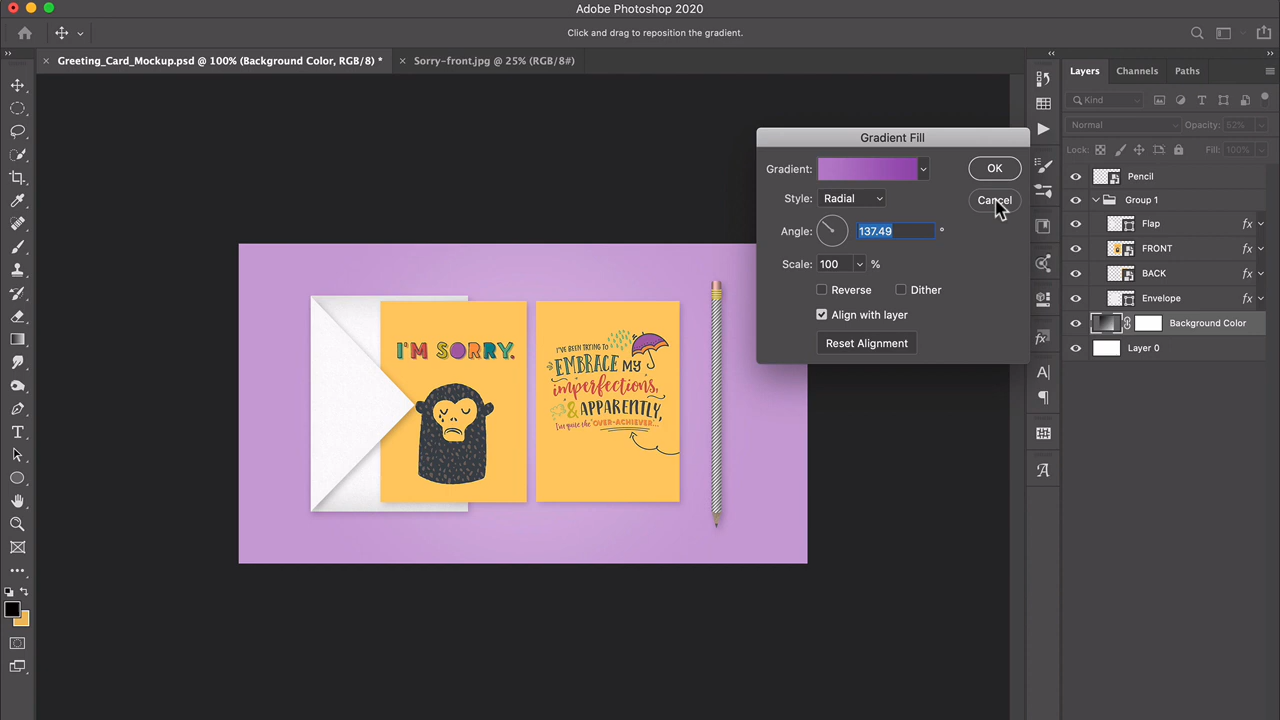 Adobe Photoshop 2020
Click and drag to reposition the gradient.
Greeting_Card_Mockup.psd @ 100% (Background Color, RGB/8) *
Sorry-front.jpg @ 25% (RGB/8#)
Layers Channels Paths
Kind
Normal Opacity: 52%
Lock: Fill: 100%
Pencil
Group 1
Flap fx
FRONT fx
BACK fx
Envelope fx
Background Color
Layer 0
Gradient Fill
Gradient: OK
Style: Radial Cancel
Angle: 137.49 °
Scale: 100 %
Reverse Dither
Align with layer
Reset Alignment
I'M SORRY.
I'VE BEEN TRYING TO
EMBRACE MY
imperfections,
& APPARENTLY,
I'm quite the OVER-ACHIEVER...